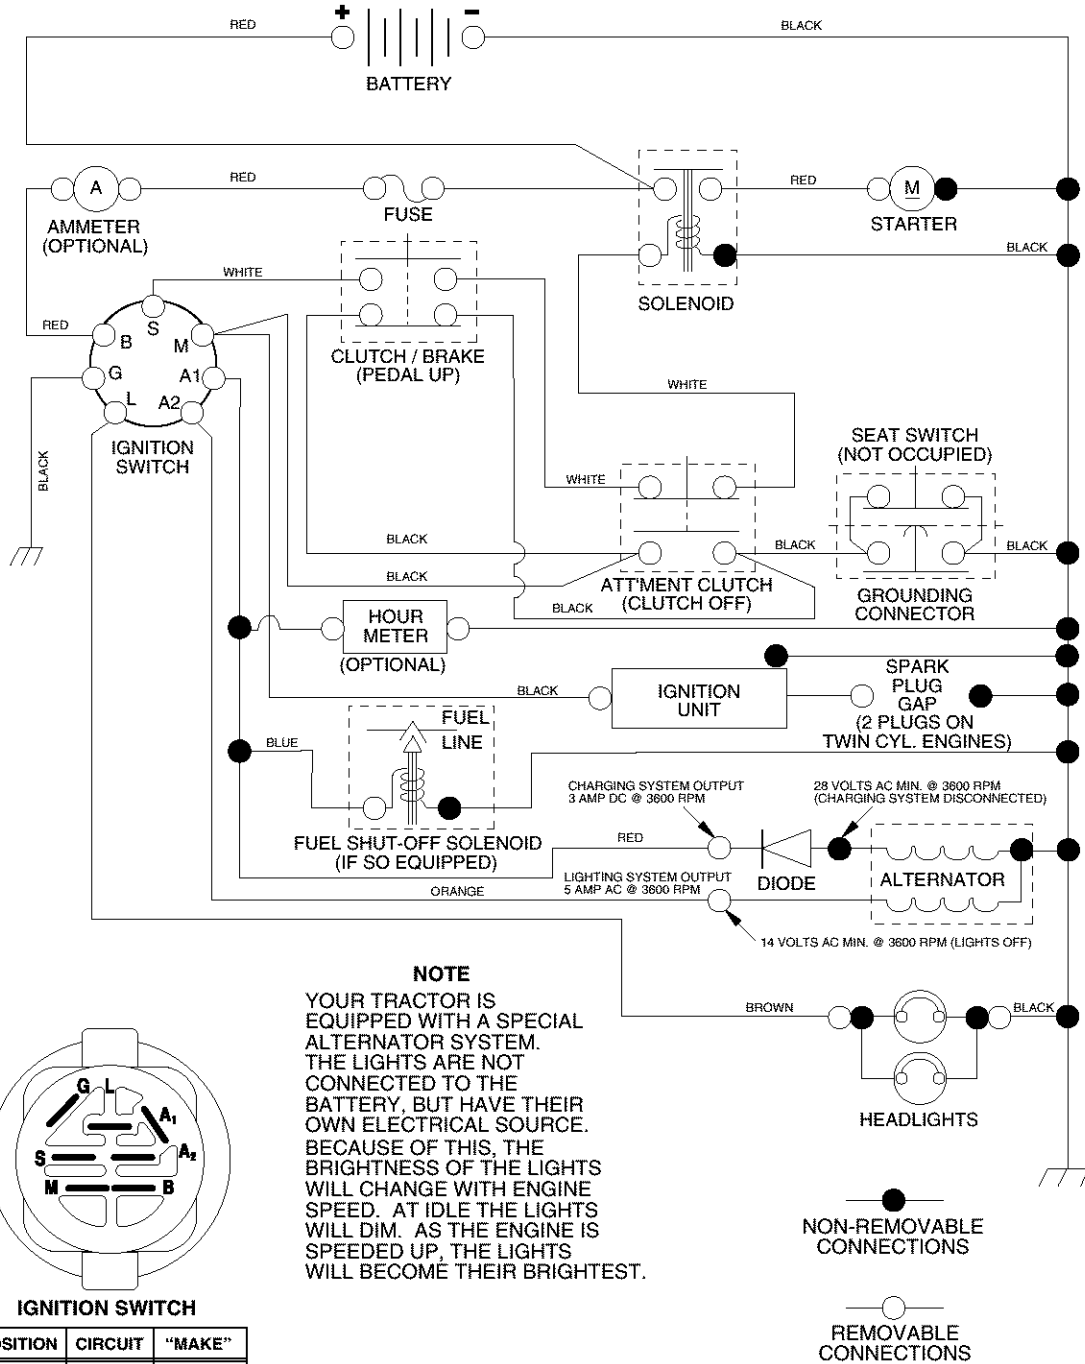 RED
+
−
BLACK
BATTERY
A
RED
RED
M
AMMETER
(OPTIONAL)
FUSE
STARTER
BLACK
WHITE
SOLENOID
RED
S
B
M
CLUTCH / BRAKE
(PEDAL UP)
G
A1
L
A2
WHITE
IGNITION
SWITCH
BLACK
SEAT SWITCH
(NOT OCCUPIED)
WHITE
BLACK
BLACK
BLACK
BLACK
ATT'MENT CLUTCH
(CLUTCH OFF)
GROUNDING
CONNECTOR
BLACK
HOUR
METER
(OPTIONAL)
BLACK
IGNITION
UNIT
SPARK
PLUG
GAP
(2 PLUGS ON
TWIN CYL. ENGINES)
FUEL
LINE
BLUE
FUEL SHUT-OFF SOLENOID
(IF SO EQUIPPED)
CHARGING SYSTEM OUTPUT
3 AMP DC @ 3600 RPM
28 VOLTS AC MIN. @ 3600 RPM
(CHARGING SYSTEM DISCONNECTED)
RED
DIODE
ALTERNATOR
ORANGE
LIGHTING SYSTEM OUTPUT
5 AMP AC @ 3600 RPM
14 VOLTS AC MIN. @ 3600 RPM (LIGHTS OFF)
BROWN
BLACK
HEADLIGHTS
NOTE
YOUR TRACTOR IS
EQUIPPED WITH A SPECIAL
ALTERNATOR SYSTEM.
THE LIGHTS ARE NOT
CONNECTED TO THE
BATTERY, BUT HAVE THEIR
OWN ELECTRICAL SOURCE.
BECAUSE OF THIS, THE
BRIGHTNESS OF THE LIGHTS
WILL CHANGE WITH ENGINE
SPEED. AT IDLE THE LIGHTS
WILL DIM. AS THE ENGINE IS
SPEEDED UP, THE LIGHTS
WILL BECOME THEIR BRIGHTEST.
G L
A1
A2
S
M B
IGNITION SWITCH
SITION CIRCUIT "MAKE"
NON-REMOVABLE
CONNECTIONS
REMOVABLE
CONNECTIONS